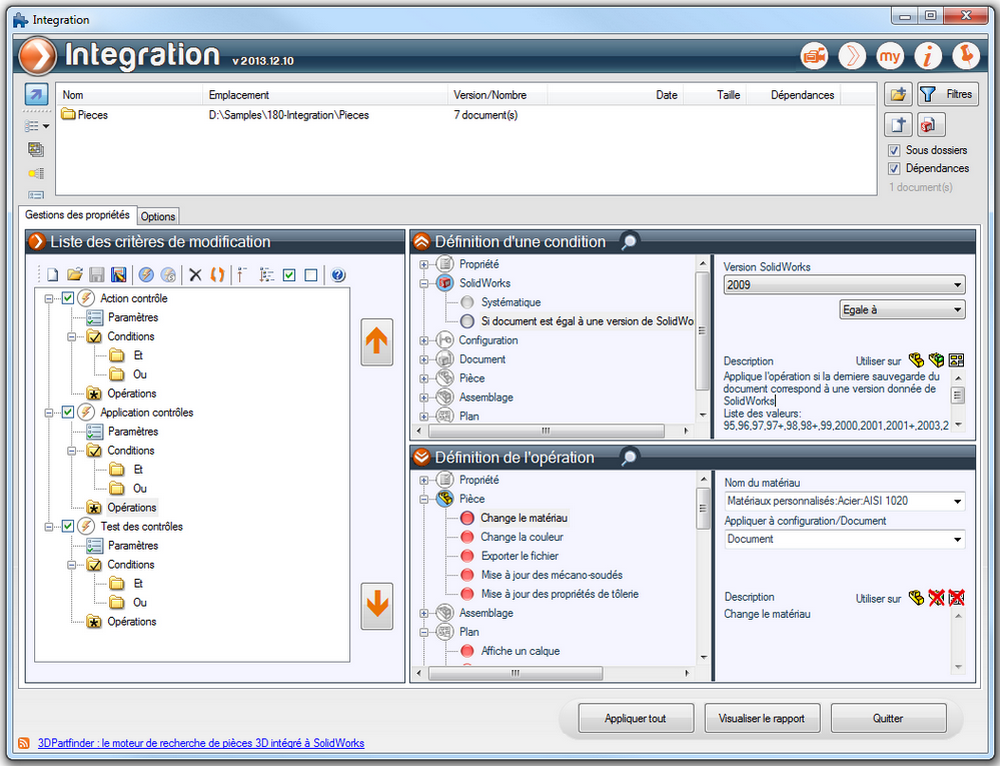 Integration
Integration v 2013.12.10
my
i
Nom Emplacement Version/Nombre Date Taille Dépendances
Pieces D:\Samples\180-Integration\Pieces 7 document(s)
Filtres
Sous dossiers
Dépendances
1 document(s)
Gestions des propriétés Options
Liste des critères de modification
Action contrôle
Paramètres
Conditions
Et
Ou
Opérations
Application contrôles
Paramètres
Conditions
Et
Ou
Opérations
Test des contrôles
Paramètres
Conditions
Et
Ou
Opérations
Définition d'une condition
Propriété
SolidWorks
Systématique
Si document est égal à une version de SolidWo
Configuration
Document
Pièce
Assemblage
Plan
Version SolidWorks
2009
Egale à
Description Utiliser sur
Applique l'opération si la derniere sauvegarde du
document correspond à une version donnée de
SolidWorks
Liste des valeurs:
95,96,97,97+,98,98+,99,2000,2001,2001+,2003,2
Définition de l'opération
Propriété
Pièce
Change le matériau
Change la couleur
Exporter le fichier
Mise à jour des mécano-soudés
Mise à jour des propriétés de tôlerie
Assemblage
Plan
Affiche un calque
Nom du matériau
Matériaux personnalisés:Acier:AISI 1020
Appliquer à configuration/Document
Document
Description Utiliser sur
Change le matériau
Appliquer tout Visualiser le rapport Quitter
3DPartfinder : le moteur de recherche de pièces 3D intégré à SolidWorks